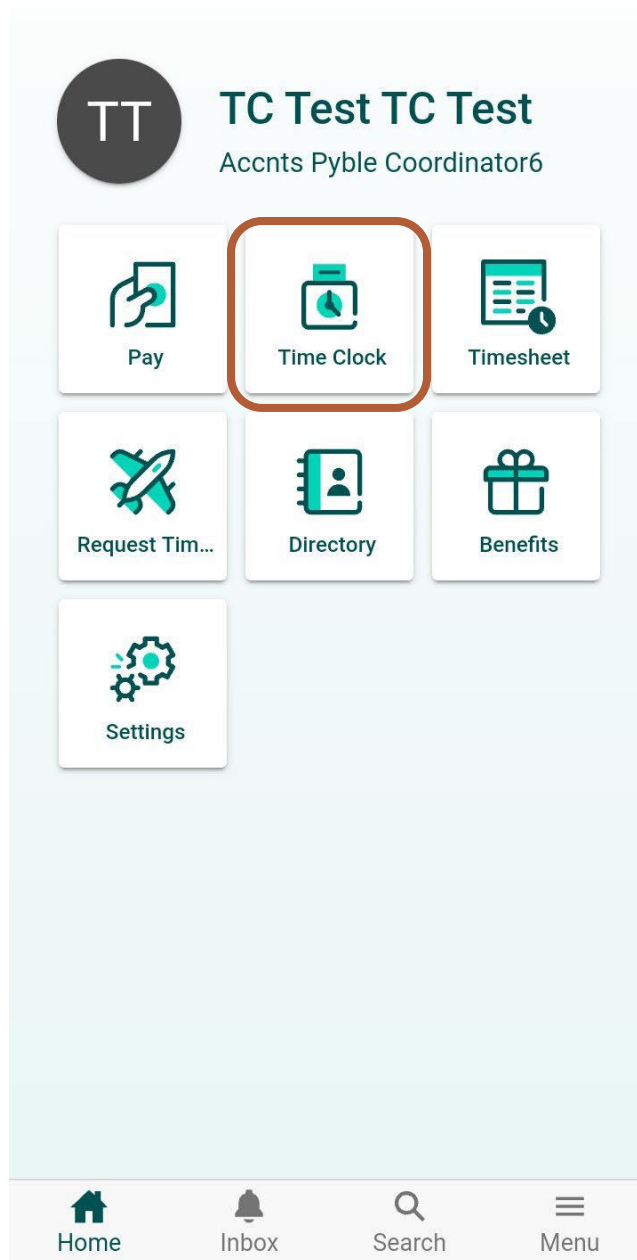 TT
TC Test TC Test
Accnts Pyble Coordinator6
Pay
Time Clock
Timesheet
Request Tim...
Directory
Benefits
Settings
Home
Inbox
Search
Menu